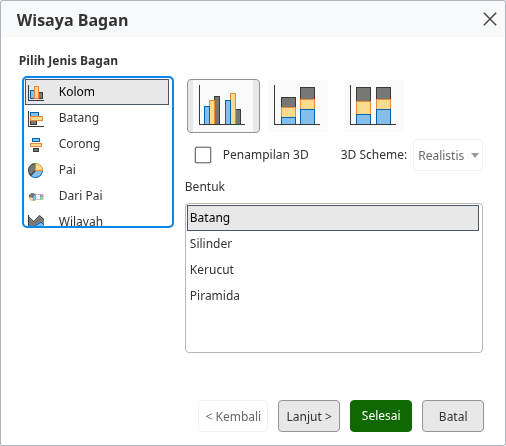 Wisaya Bagan
Pilih Jenis Bagan
Kolom
Batang
Corong
Pai
Dari Pai
Wilayah
Penampilan 3D
3D Scheme:
Realistis
Bentuk
Batang
Silinder
Kerucut
Piramida
< Kembali
Lanjut >
Selesai
Batal